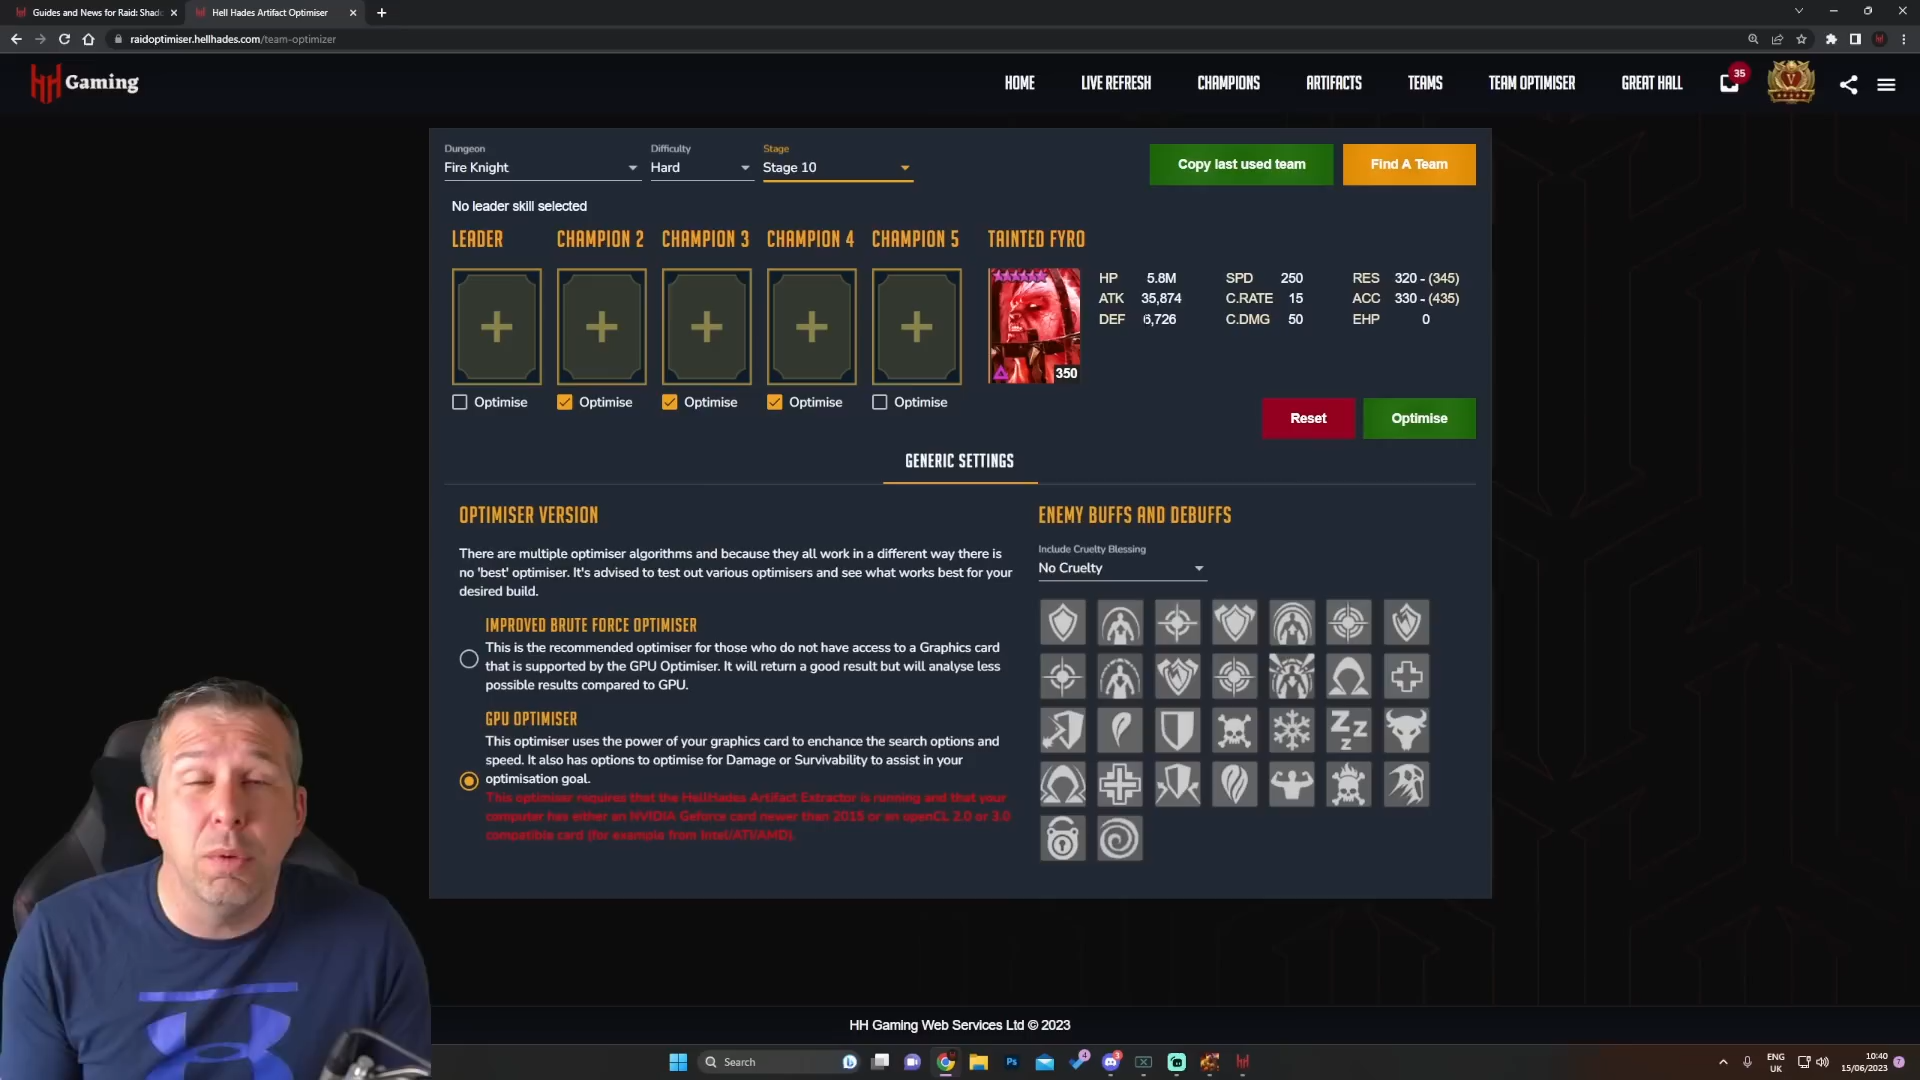 Guides and News for Raid: Shad
Hell Hades Artifact Optimiser
raidoptimiser.hellhades.com/team-optimizer
HH Gaming
HOME
LIVE REFRESH
CHAMPIONS
ARTIFACTS
TEAMS
TEAM OPTIMISER
GREAT HALL
35
V
Dungeon
Fire Knight
Difficulty
Hard
Stage
Stage 10
Copy last used team
Find A Team
No leader skill selected
LEADER
CHAMPION 2
CHAMPION 3
CHAMPION 4
CHAMPION 5
TAINTED FYRO
350
HP 5.8M SPD 250 RES 320 - (345)
ATK 35,874 C.RATE 15 ACC 330 - (435)
DEF 6,726 C.DMG 50 EHP 0
Optimise
Optimise
Optimise
Optimise
Optimise
Reset
Optimise
GENERIC SETTINGS
OPTIMISER VERSION
There are multiple optimiser algorithms and because they all work in a different way there is
no 'best' optimiser. It's advised to test out various optimisers and see what works best for your
desired build.
IMPROVED BRUTE FORCE OPTIMISER
This is the recommended optimiser for those who do not have access to a Graphics card
that is supported by the GPU Optimiser. It will return a good result but will analyse less
possible results compared to GPU.
GPU OPTIMISER
This optimiser uses the power of your graphics card to enchance the search options and
speed. It also has options to optimise for Damage or Survivability to assist in your
optimisation goal.
This optimiser requires that the HellHades Artifact Extractor is running and that your
computer has either an NVIDIA Geforce card newer than 2015 or an openCL 2.0 or 3.0
compatible card (for example from Intel/ATI/AMD).
ENEMY BUFFS AND DEBUFFS
Include Cruelty Blessing
No Cruelty
Z Z Z
HH Gaming Web Services Ltd © 2023
Search
Ps
4
3
ENG
UK
10:40
15/06/2023
7